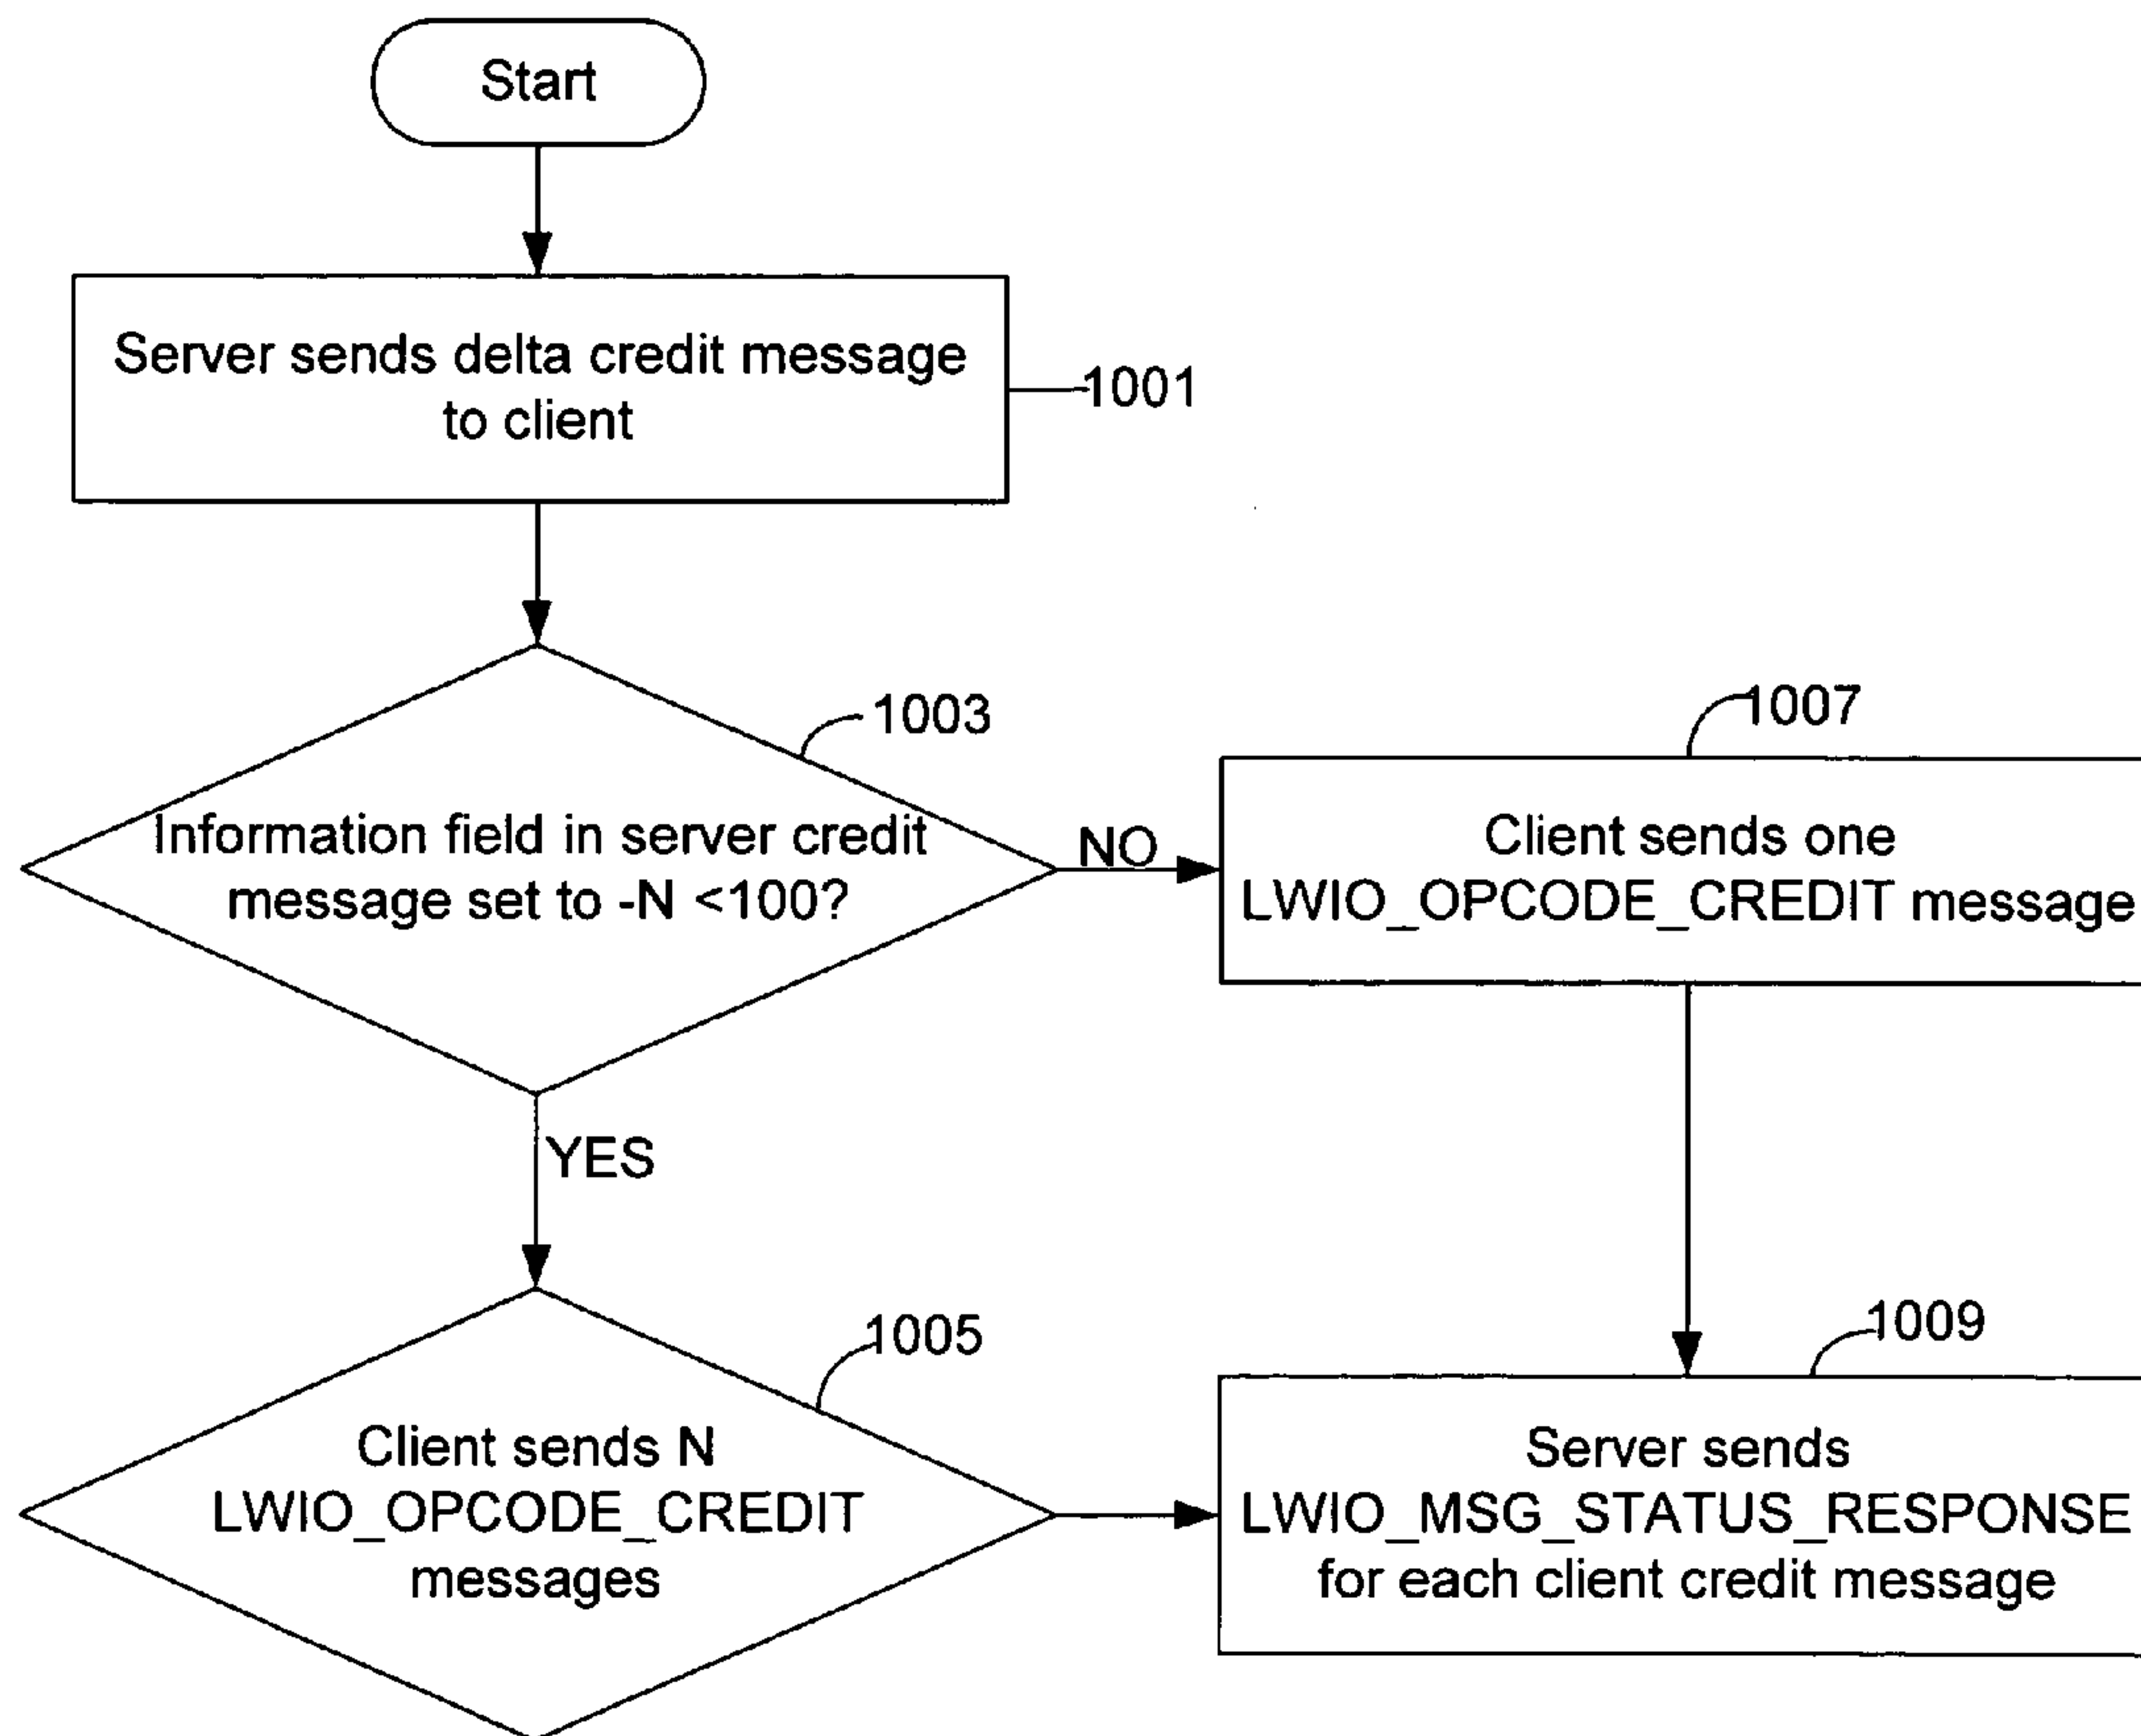 Start
Server sends delta credit message
to client
1001
1003
Information field in server credit
message set to -N <100?
NO
1007
Client sends one
LWIO_OPCODE_CREDIT message
YES
1005
Client sends N
LWIO_OPCODE_CREDIT
messages
1009
Server sends
LWIO_MSG_STATUS_RESPONSE
for each client credit message